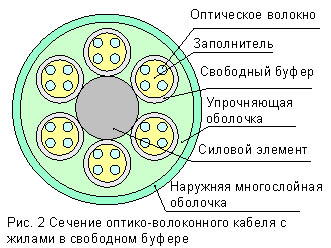 Оптическое волокно
Заполнитель
Свободный буфер
Упрочняющая
оболочка
Силовой элемент
Наружняя многослойная
оболочка
Рис. 2 Сечение оптико-волоконного кабеля с
жилами в свободном буфере